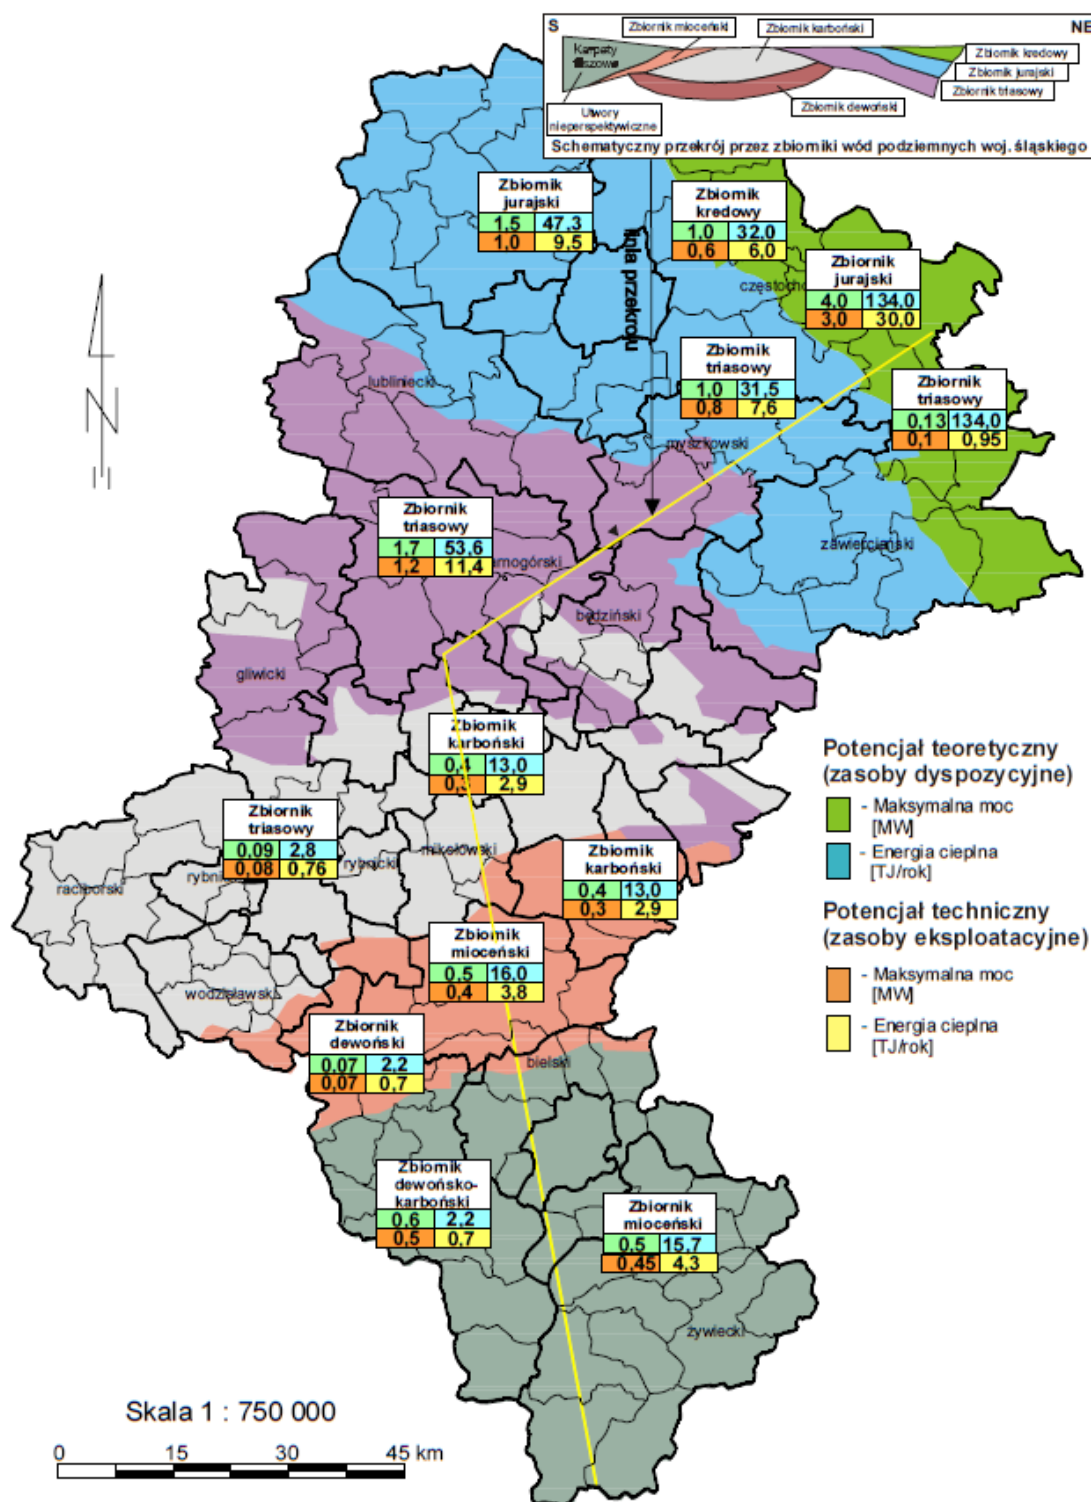 S
NE
Zbiornik mioceński
Zbiornik karboński
Karpaty
fliszowe
Zbiornik kredowy
Zbiornik jurajski
Zbiornik triasowy
Zbiornik dewoński
Utwory
nieperspektywiczne
Schematyczny przekrój przez zbiorniki wód podziemnych woj. śląskiego
Zbiornik
jurajski
1.5 47.3
1,0 9,5
Zbiornik
kredowy
1.0 32.0
0,6 6,0
linia przekroju
Zbiornik
jurajski
4,0 134.0
3,0 30,0
Zbiornik
triasowy
1,0 31,5
0,8 7,6
Zbiornik
triasowy
0,13 134,0
0,1 0,95
lubliniecki
myszkowski
N
Zbiornik
triasowy
1.7 53.6
1,2 11,4
zawierciański
będziński
gliwicki
Zbiornik
karboński
0,4 13,0
0,3 2,9
Potencjał teoretyczny
(zasoby dyspozycyjne)
- Maksymalna moc
[MW]
- Energia cieplna
[TJ/rok]
Zbiornik
triasowy
0,09 2,8
0,08 0,76
mikołowski
rybnicki
raciborski
Zbiornik
karboński
0,4 13,0
0,3 2,9
Potencjał techniczny
(zasoby eksploatacyjne)
- Maksymalna moc
[MW]
- Energia cieplna
[TJ/rok]
Zbiornik
mioceński
0,5 16,0
0,4 3,8
wodzisławski
Zbiornik
dewoński
0,07 2,2
0,07 0,7
bielski
Zbiornik
dewońsko-
karboński
0,6 2,2
0,5 0,7
Zbiornik
mioceński
0,5 15,7
0,45 4,3
żywiecki
Skala 1 : 750 000
0 15 30 45 km